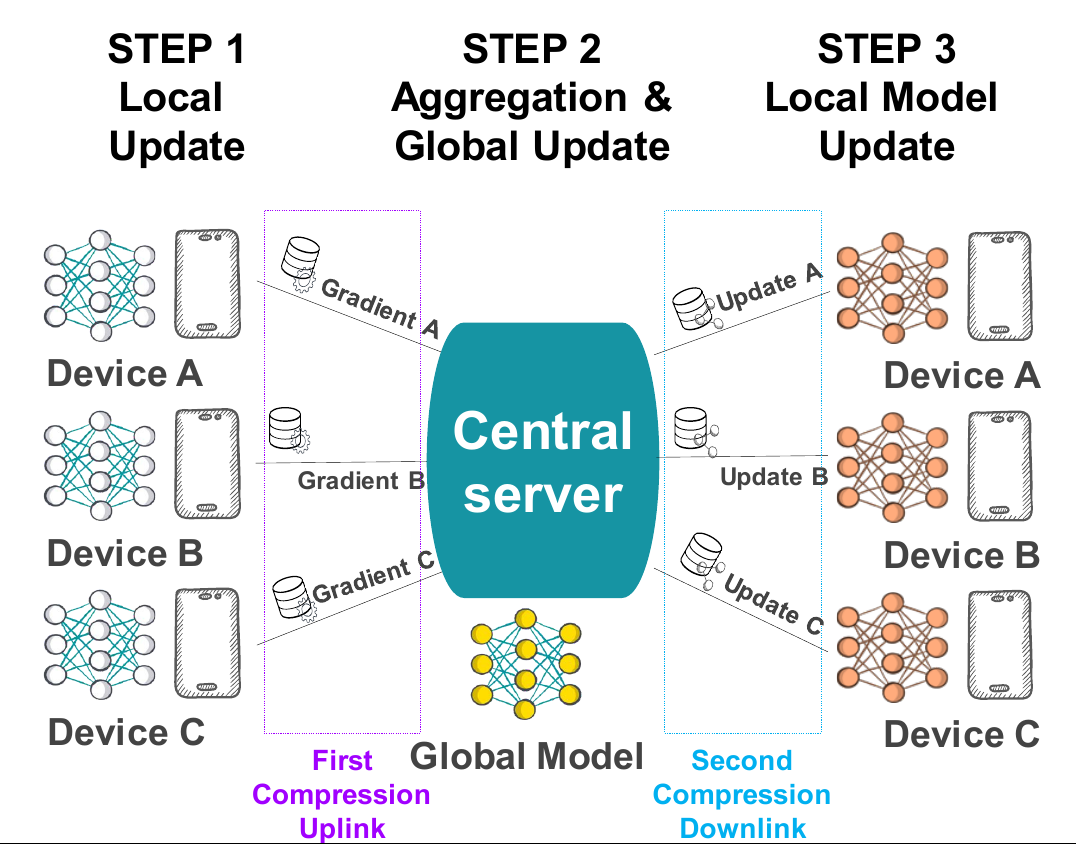 STEP 1
Local
Update
STEP 2
Aggregation &
Global Update
STEP 3
Local Model
Update
Gradient A
Update A
Device A
Device A
Central
server
Gradient B
Update B
Device B
Device B
Gradient C
Update C
Device C
Device C
Global Model
First
Compression
Uplink
Second
Compression
Downlink